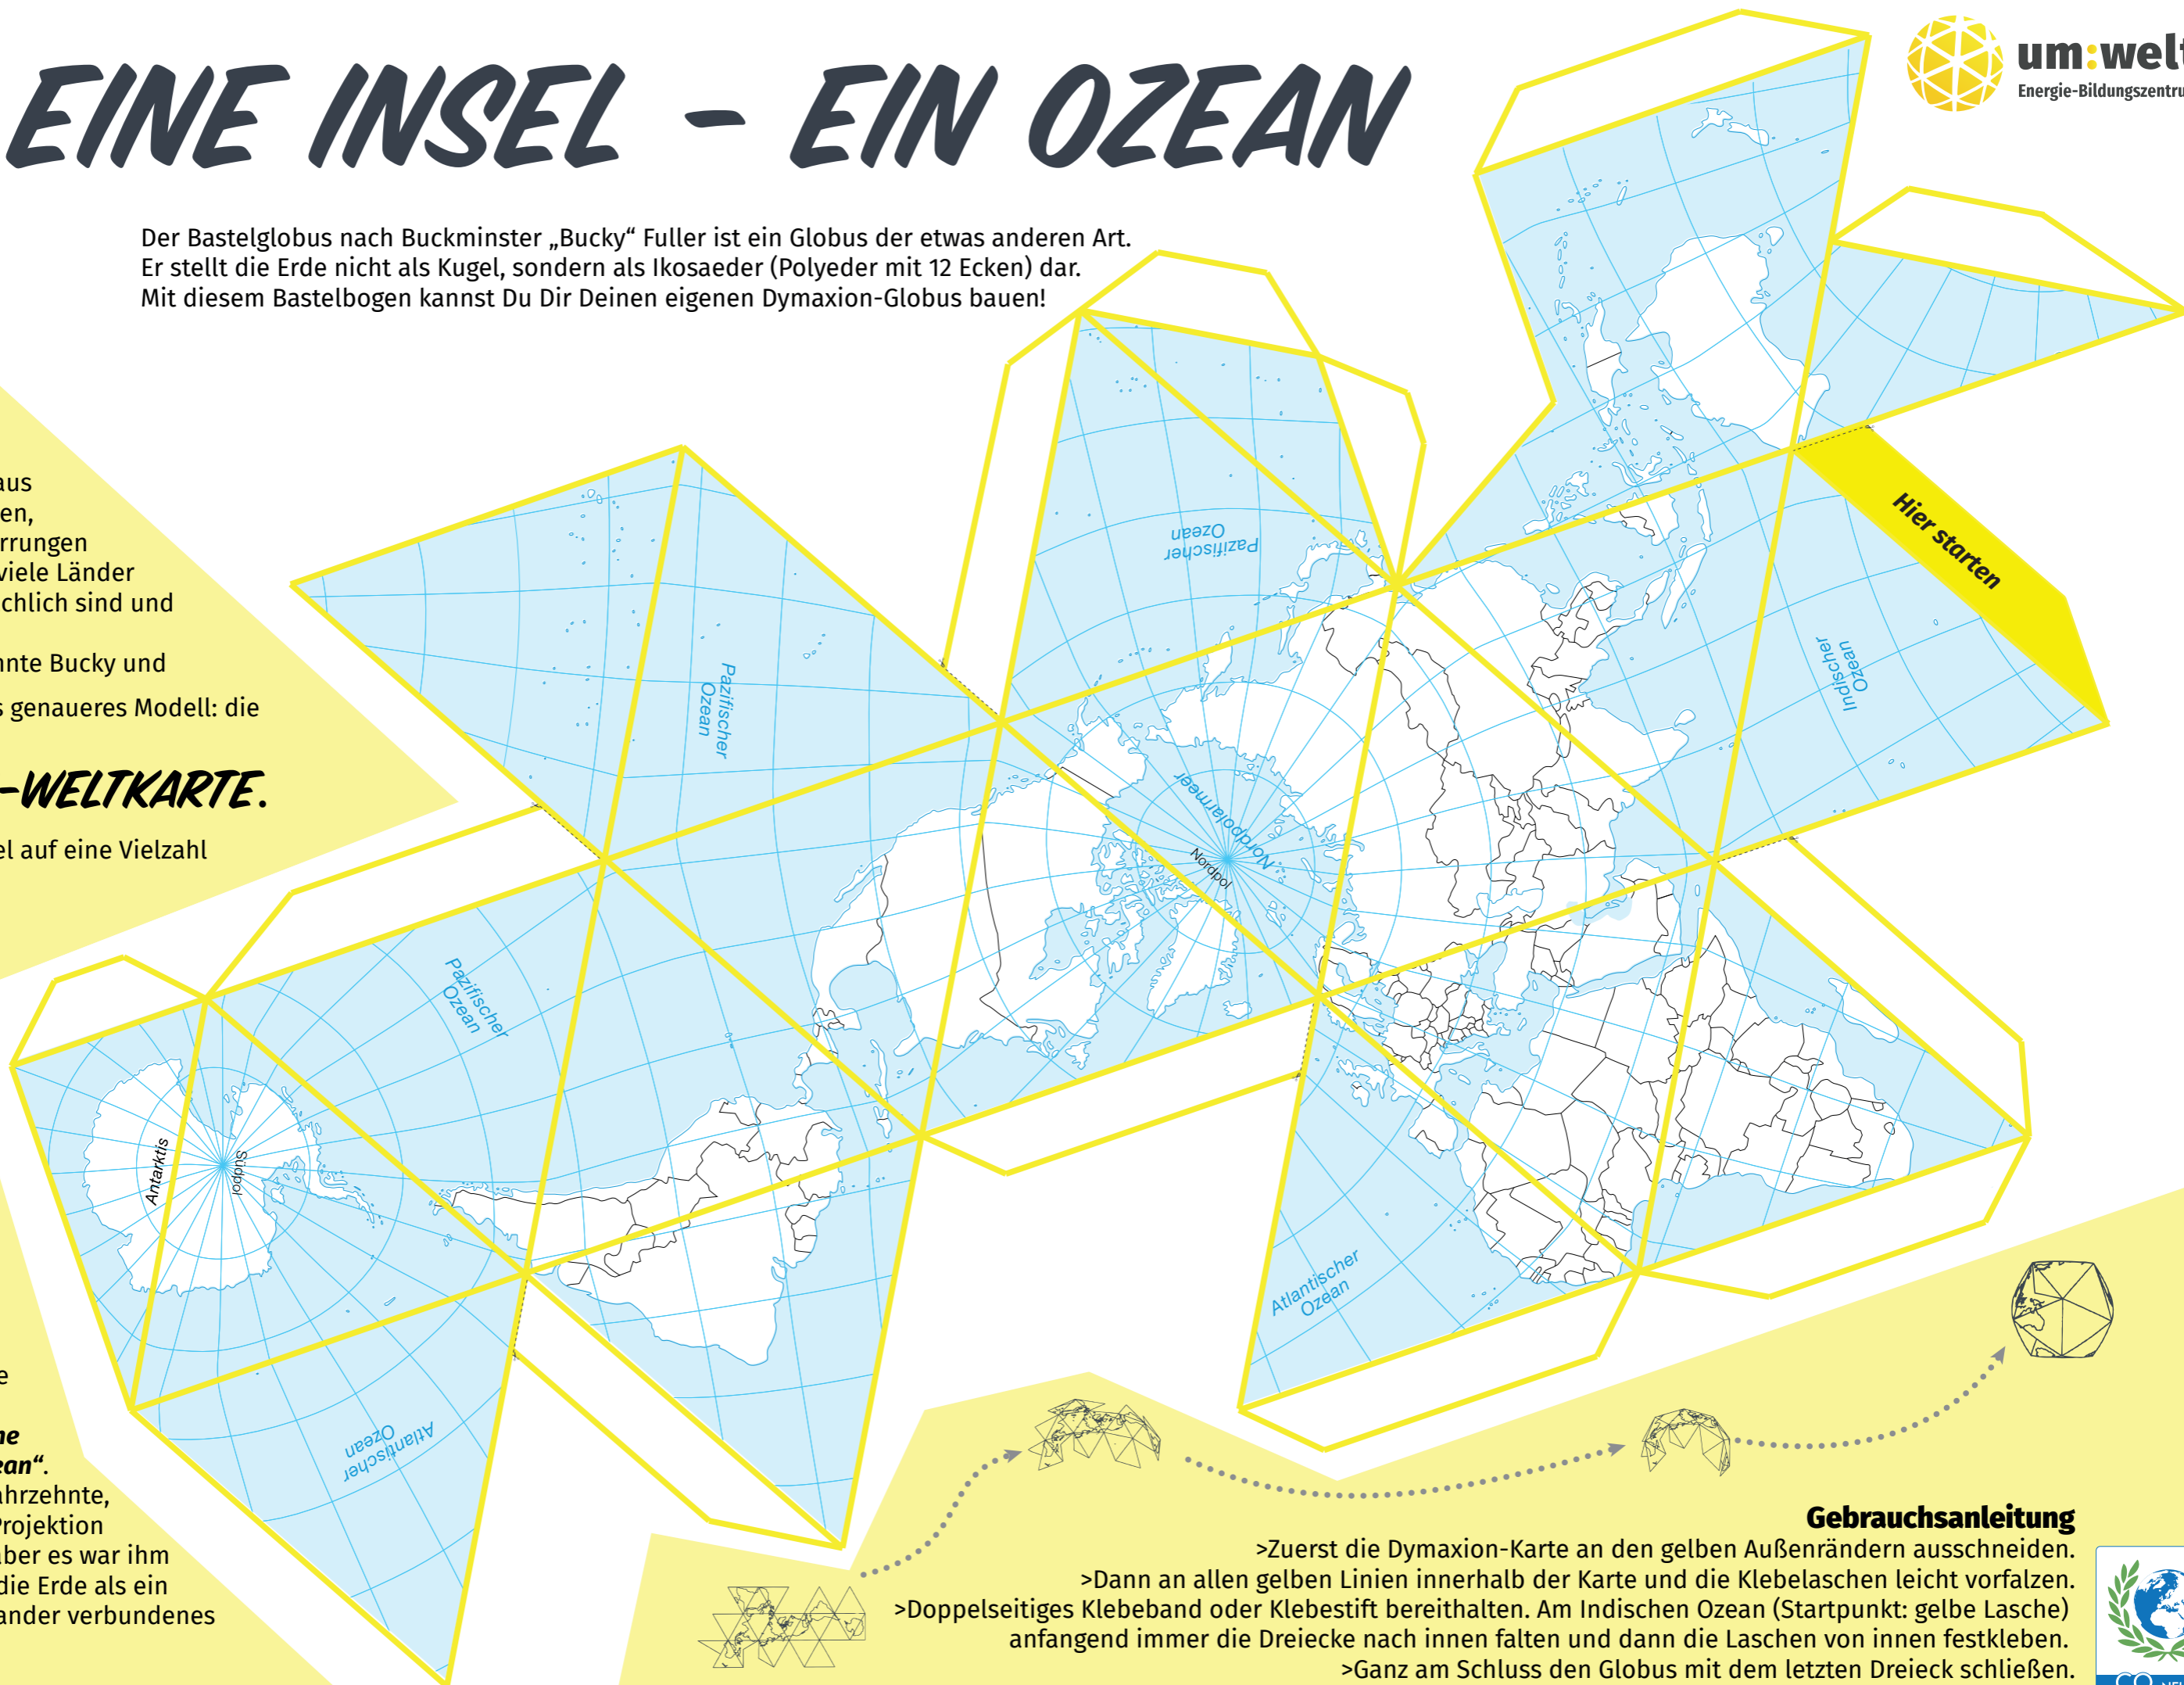 EINE INSEL - EIN OZEAN
um:welt
Energie-Bildungszentru
Der Bastelglobus nach Buckminster „Bucky“ Fuller ist ein Globus der etwas anderen Art.
Er stellt die Erde nicht als Kugel, sondern als Ikosaeder (Polyeder mit 12 Ecken) dar.
Mit diesem Bastelbogen kannst Du Dir Deinen eigenen Dymaxion-Globus bauen!
aus
en,
rrungen
viele Länder
chlich sind und
nnte Bucky und
s genaueres Modell: die
-WELTKARTE.
el auf eine Vielzahl
Hier starten
Pazifischer
Ozean
Indischer
Ozean
Pazifischer
Ozean
Nordpolarmeer
Nordpol
Pazifischer
Ozean
Antarktis
Südpol
Atlantischer
Ozean
Atlantischer
Ozean
e
ne
ean“.
ahrzehnte,
Projektion
aber es war ihm
die Erde als ein
ander verbundenes
Gebrauchsanleitung
>Zuerst die Dymaxion-Karte an den gelben Außenrändern ausschneiden.
>Dann an allen gelben Linien innerhalb der Karte und die Klebelaschen leicht vorfalzen.
>Doppelseitiges Klebeband oder Klebestift bereithalten. Am Indischen Ozean (Startpunkt: gelbe Lasche)
anfangend immer die Dreiecke nach innen falten und dann die Laschen von innen festkleben.
>Ganz am Schluss den Globus mit dem letzten Dreieck schließen.